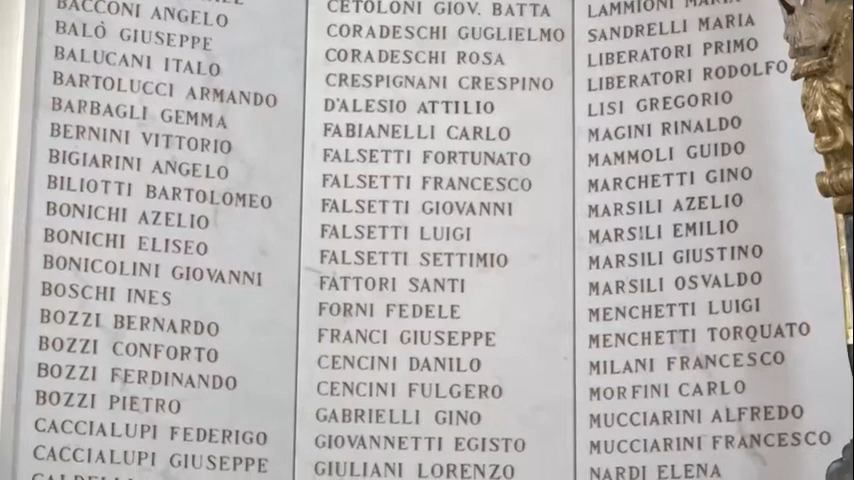 BACCONI ANGELO
BALÒ GIUSEPPE
BALUCANI ITALO
BARTOLUCCI ARMANDO
BARBAGLI GEMMA
BERNINI VITTORIO
BIGIARINI ANGELO
BILIOTTI BARTOLOMEO
BONICHI AZELIO
BONICHI ELISEO
BONICOLINI GIOVANNI
BOSCHI INES
BOZZI BERNARDO
BOZZI CONFORTO
BOZZI FERDINANDO
BOZZI PIETRO
CACCIALUPI FEDERIGO
CACCIALUPI GIUSEPPE
CETOLONI GIOV. BATTA
CORADESCHI GUGLIELMO
CORADESCHI ROSA
CRESPIGNANI CRESPINO
D'ALESIO ATTILIO
FABIANELLI CARLO
FALSETTI FORTUNATO
FALSETTI FRANCESCO
FALSETTI GIOVANNI
FALSETTI LUIGI
FALSETTI SETTIMIO
FATTORI SANTI
FORNI FEDELE
FRANCI GIUSEPPE
CENCINI DANILO
CENCINI FULGERO
GABRIELLI GINO
GIOVANNETTI EGISTO
GIULIANI LORENZO
LAMMIONI MARIA
SANDRELLI MARIA
LIBERATORI PRIMO
LIBERATORI RODOLFO
LISI GREGORIO
MAGINI RINALDO
MAMMOLI GUIDO
MARCHETTI GINO
MARSILI AZELIO
MARSILI EMILIO
MARSILI GIUSTINO
MARSILI OSVALDO
MENCHETTI LUIGI
MENCHETTI TORQUATO
MILANI FRANCESCO
MORFINI CARLO
MUCCIARINI ALFREDO
MUCCIARINI FRANCESCO
NARDI ELENA